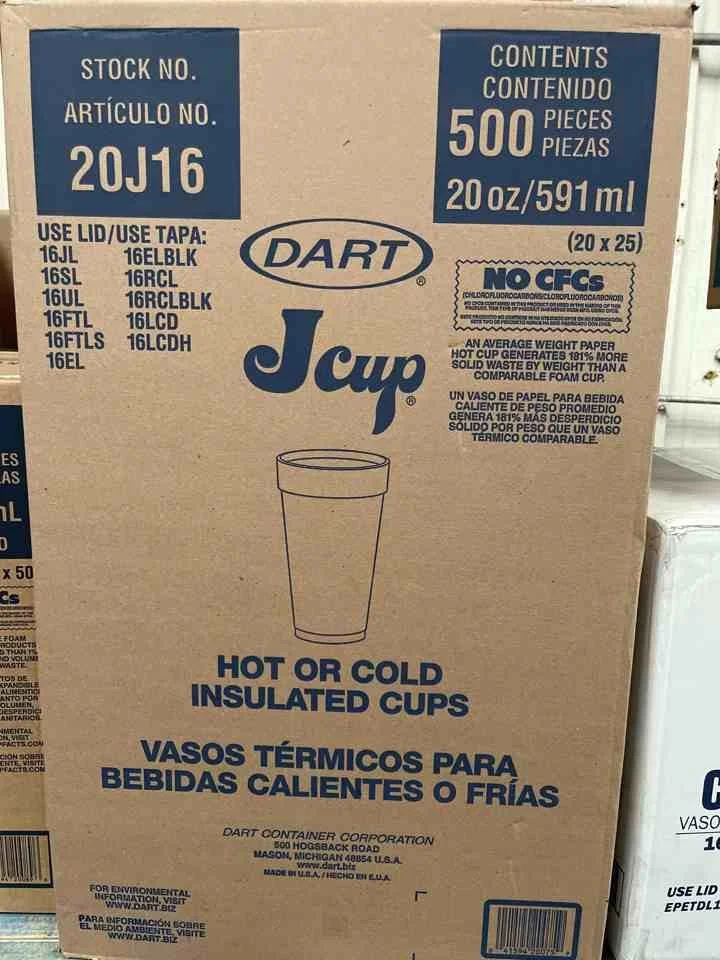 STOCK NO.
ARTÍCULO NO.
20J16
CONTENTS
CONTENIDO
500 PIECES
PIEZAS
20 oz/591 ml
(20 x 25)
USE LID/USE TAPA:
16JL 16ELBLK
16SL 16RCL
16UL 16RCLBLK
16FTL 16LCD
16FTLS 16LCDH
16EL
DART®
J cup®
NO CFCs
(CHLOROFLUOROCARBONS/CLOROFLUOROCARBONOS)
AN AVERAGE WEIGHT PAPER
HOT CUP GENERATES 181% MORE
SOLID WASTE BY WEIGHT THAN A
COMPARABLE FOAM CUP.
UN VASO DE PAPEL PARA BEBIDA
CALIENTE DE PESO PROMEDIO
GENERA 181% MÁS DESPERDICIO
SÓLIDO POR PESO QUE UN VASO
TÉRMICO COMPARABLE.
HOT OR COLD
INSULATED CUPS
VASOS TÉRMICOS PARA
BEBIDAS CALIENTES O FRÍAS
DART CONTAINER CORPORATION
500 HOGSBACK ROAD
MASON, MICHIGAN 48854 U.S.A.
www.dart.biz
MADE IN U.S.A./HECHO EN E.U.A.
FOR ENVIRONMENTAL
INFORMATION, VISIT
WWW.DART.BIZ
PARA INFORMACIÓN SOBRE
EL MEDIO AMBIENTE, VISITE
WWW.DART.BIZ
x 50
VASO
USE LID
EPETDL1